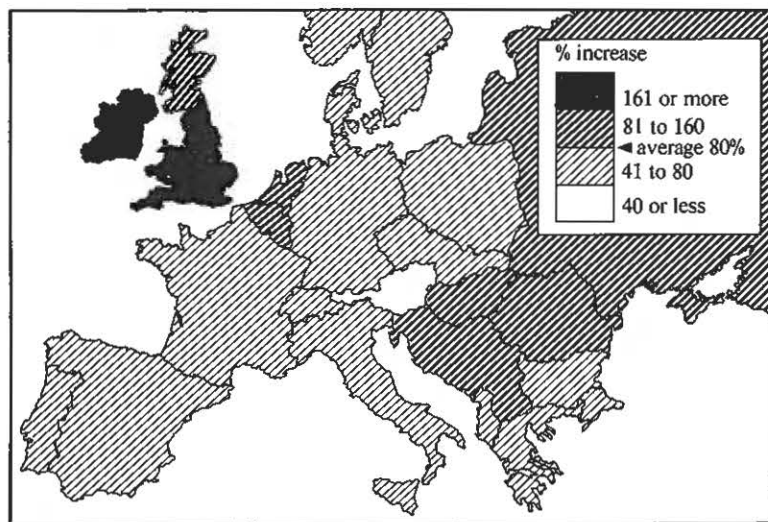 % increase
161 or more
81 to 160
average 80%
41 to 80
40 or less